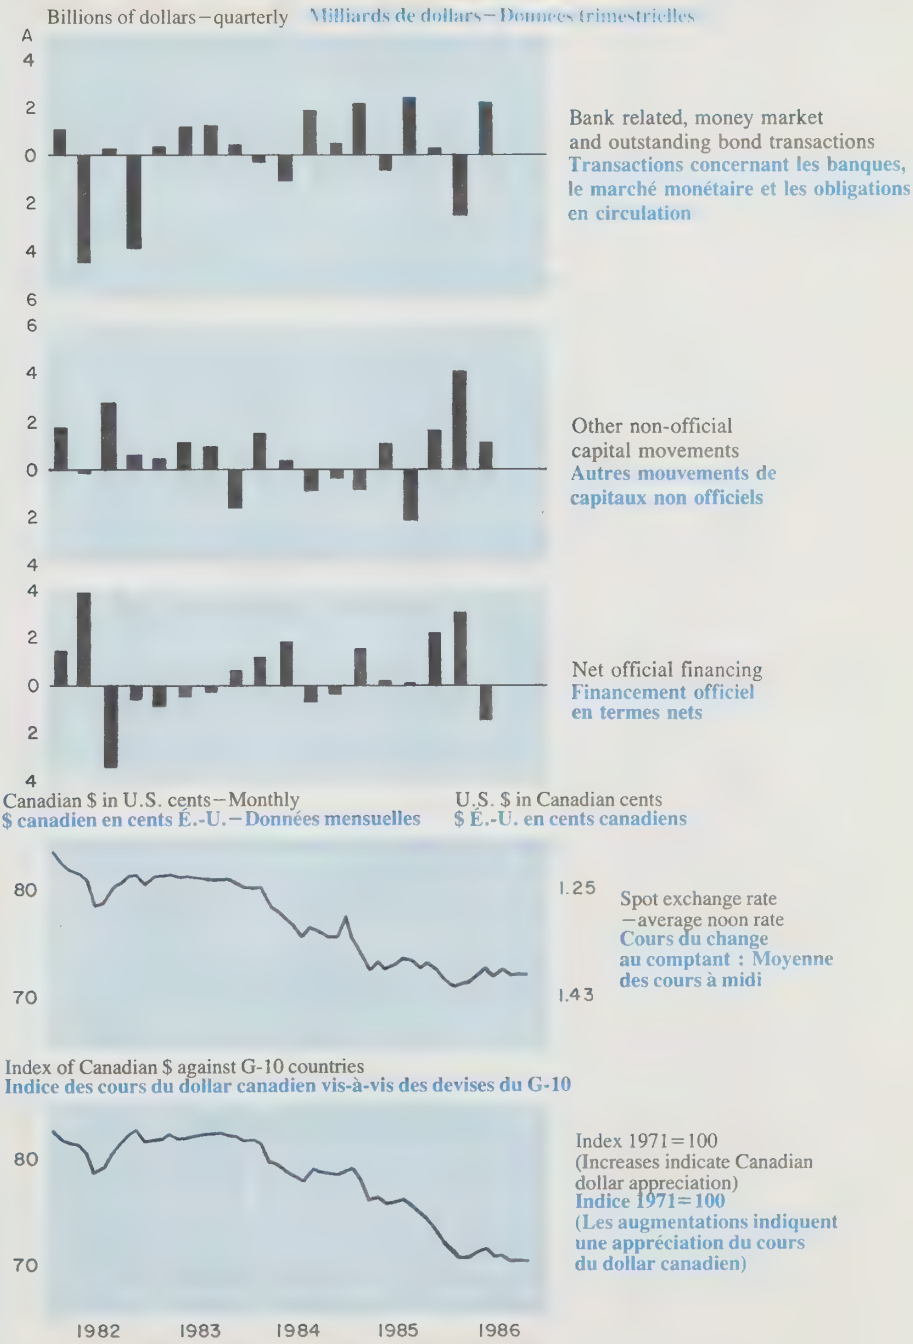 Billions of dollars—quarterly Milliards de dollars—Données trimestrielles
A
4
2
0
2
4
6
Bank related, money market
and outstanding bond transactions
Transactions concernant les banques,
le marché monétaire et les obligations
en circulation
6
4
2
0
2
4
Other non-official
capital movements
Autres mouvements de
capitaux non officiels
4
2
0
2
4
Net official financing
Financement officiel
en termes nets
Canadian $ in U.S. cents—Monthly U.S. $ in Canadian cents
$ canadien en cents É.-U.—Données mensuelles $ É.-U. en cents canadiens
80
70
1.25
1.43
Spot exchange rate
—average noon rate
Cours du change
au comptant : Moyenne
des cours à midi
Index of Canadian $ against G-10 countries
Indice des cours du dollar canadien vis-à-vis des devises du G-10
80
70
Index 1971=100
(Increases indicate Canadian
dollar appreciation)
Indice 1971=100
(Les augmentations indiquent
une appréciation du cours
du dollar canadien)
1982 1983 1984 1985 1986